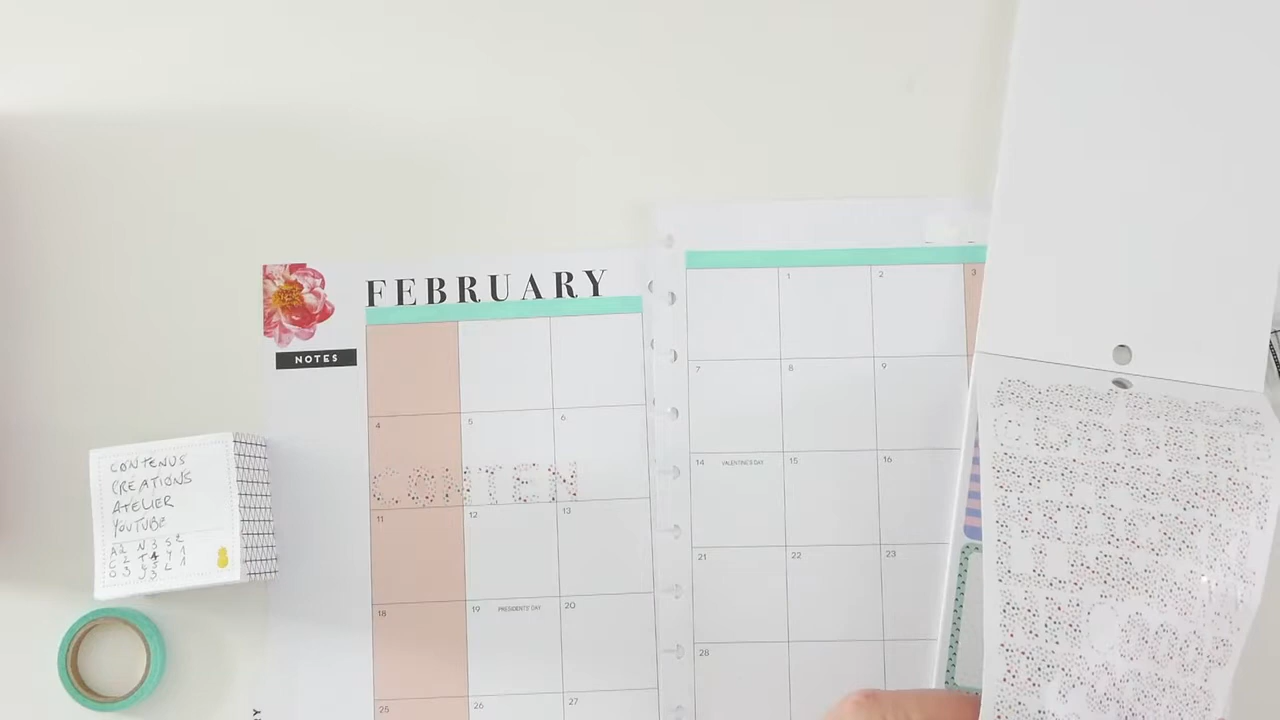 FEBRUARY
NOTES
1
2
3
4
5
6
7
8
9
CONTEN
11
12
13
14 VALENTINE'S DAY
15
16
18
19 PRESIDENTS' DAY
20
21
22
23
25
26
27
28
CONTENUS
CRÉATIONS
ATELIER
YOUTUBE